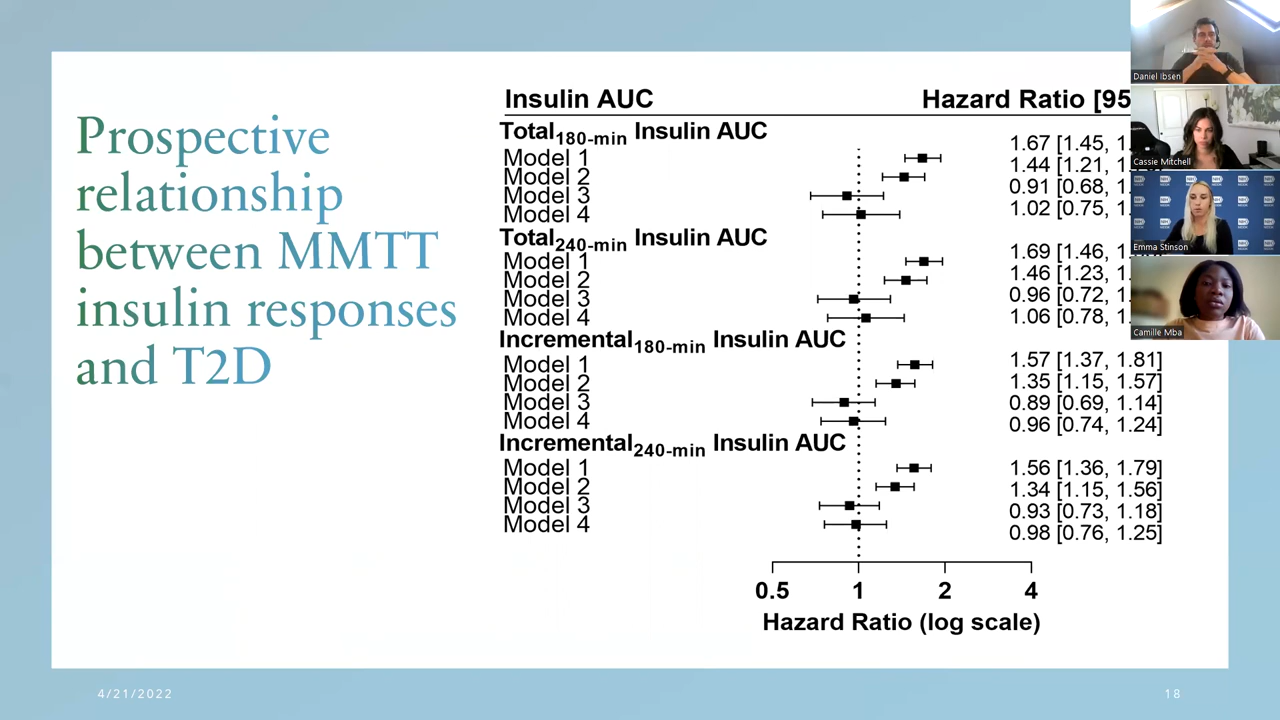 Prospective
relationship
between MMTT
insulin responses
and T2D
Insulin AUC Hazard Ratio [95
Total180-min Insulin AUC
Model 1 1.67 [1.45, 1.
Model 2 1.44 [1.21, 1.
Model 3 0.91 [0.68, 1.
Model 4 1.02 [0.75, 1.
Total240-min Insulin AUC
Model 1 1.69 [1.46, 1.
Model 2 1.46 [1.23, 1.
Model 3 0.96 [0.72, 1.
Model 4 1.06 [0.78, 1.
Incremental180-min Insulin AUC
Model 1 1.57 [1.37, 1.81]
Model 2 1.35 [1.15, 1.57]
Model 3 0.89 [0.69, 1.14]
Model 4 0.96 [0.74, 1.24]
Incremental240-min Insulin AUC
Model 1 1.56 [1.36, 1.79]
Model 2 1.34 [1.15, 1.56]
Model 3 0.93 [0.73, 1.18]
Model 4 0.98 [0.76, 1.25]
0.5 1 2 4
Hazard Ratio (log scale)
4/21/2022
18
Daniel Ibsen
Cassie Mitchell
Emma Stinson
Camille Mba